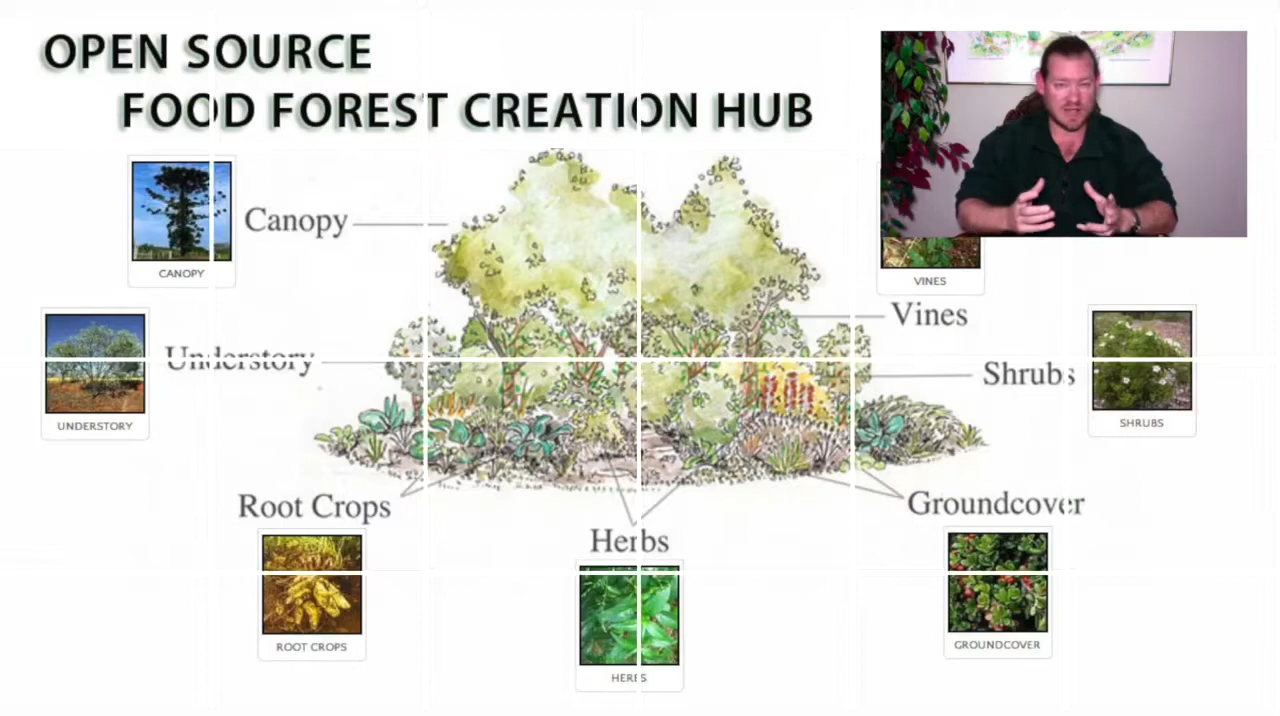 OPEN SOURCE
FOOD FOREST CREATION HUB
CANOPY
Canopy
VINES
Vines
UNDERSTORY
Understory
Shrubs
SHRUBS
Root Crops
ROOT CROPS
Herbs
HERBS
Groundcover
GROUNDCOVER